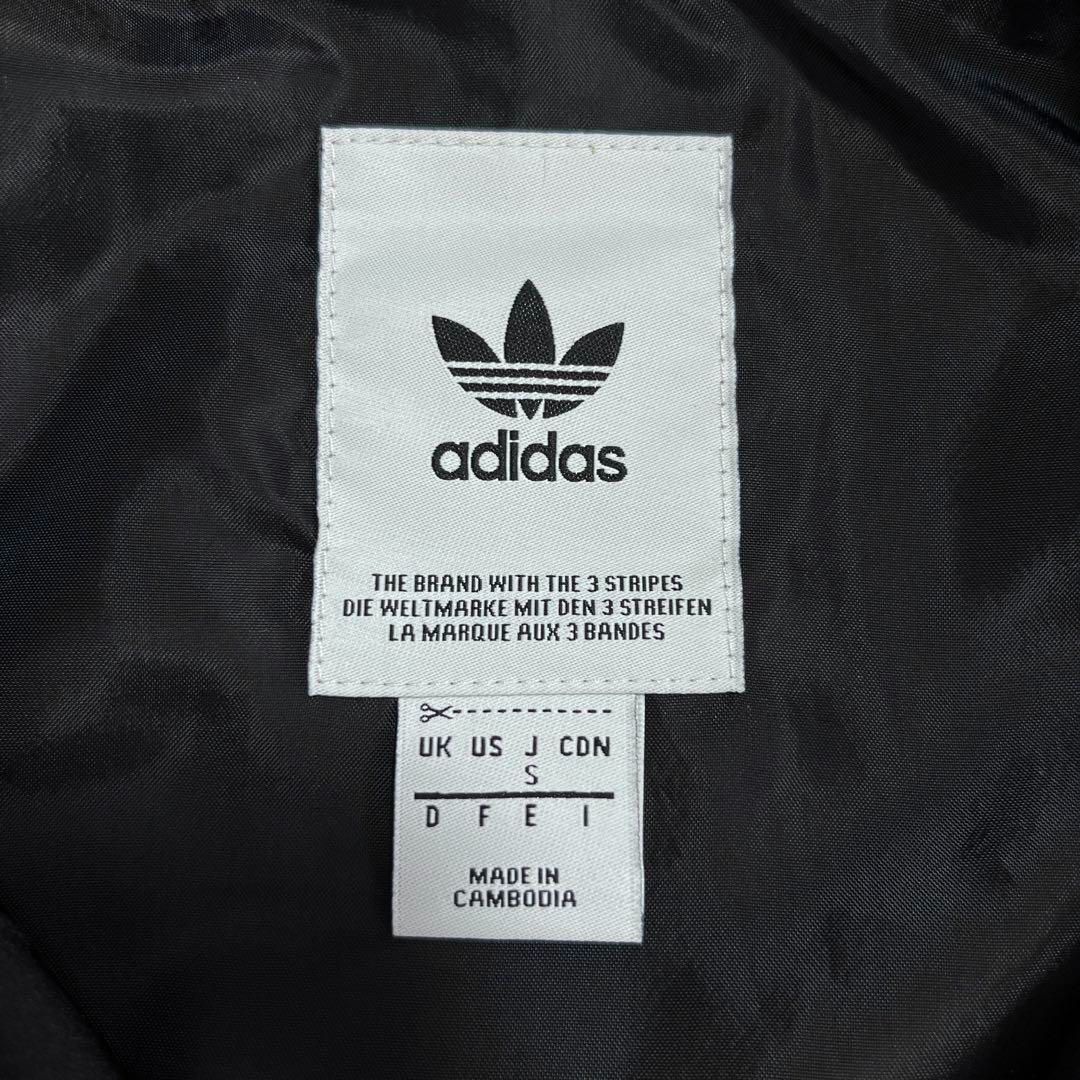 adidas
THE BRAND WITH THE 3 STRIPES
DIE WELTMARKE MIT DEN 3 STREIFEN
LA MARQUE AUX 3 BANDES
UK US J CDN
S
D F E I
MADE IN
CAMBODIA